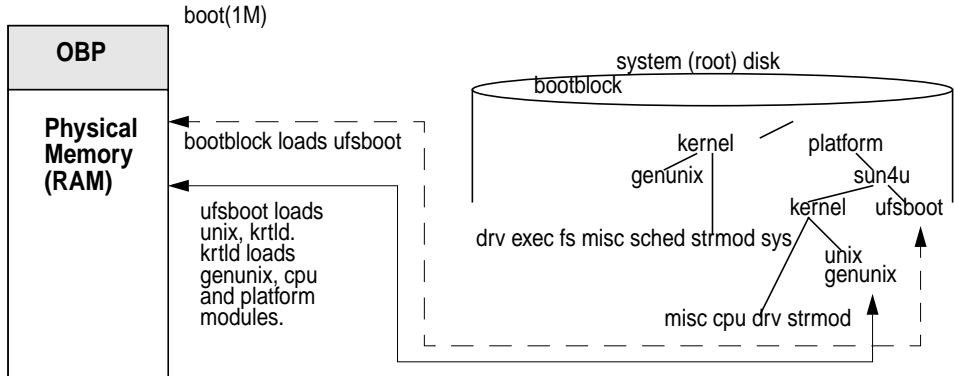 boot(1M)
OBP
system (root) disk
bootblock
Physical
Memory
(RAM)
bootblock loads ufsboot
kernel
platform
genunix
sun4u
kernel
ufsboot
ufsboot loads
unix, krtld.
krtld loads
genunix, cpu
and platform
modules.
drv exec fs misc sched strmod sys
unix
genunix
misc cpu drv strmod